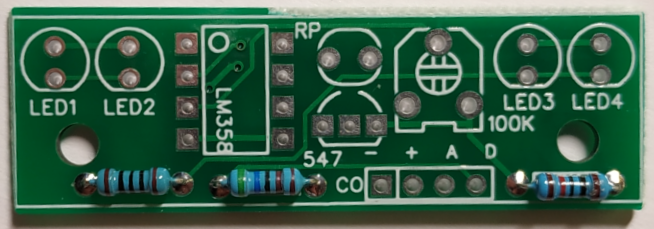 RP
LED1 LED2 LM358 LED3 LED4
100K
547 - + A D
CO